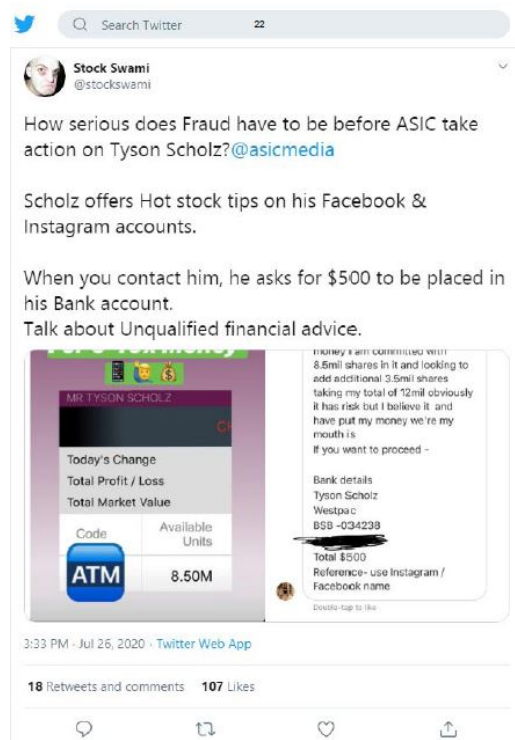 Search Twitter
22
Stock Swami
@stockswami
How serious does Fraud have to be before ASIC take
action on Tyson Scholz?@asicmedia
Scholz offers Hot stock tips on his Facebook &
Instagram accounts.
When you contact him, he asks for $500 to be placed in
his Bank account.
Talk about Unqualified financial advice.
MR TYSON SCHOLZ
Today's Change
Total Profit / Loss
Total Market Value
Code
Available
Units
ATM
8.50M
money I am committed with
8.5mil shares in it and looking to
add additional 3.5mil shares
taking my total of 12mil obviously
it has risk but I believe it and
have put my money we're my
mouth is
If you want to proceed -
Bank details
Tyson Scholz
Westpac
BSB -034238
Total $500
Reference- use Instagram /
Facebook name
Double-tap to like
3:33 PM · Jul 26, 2020 · Twitter Web App
18 Retweets and comments 107 Likes